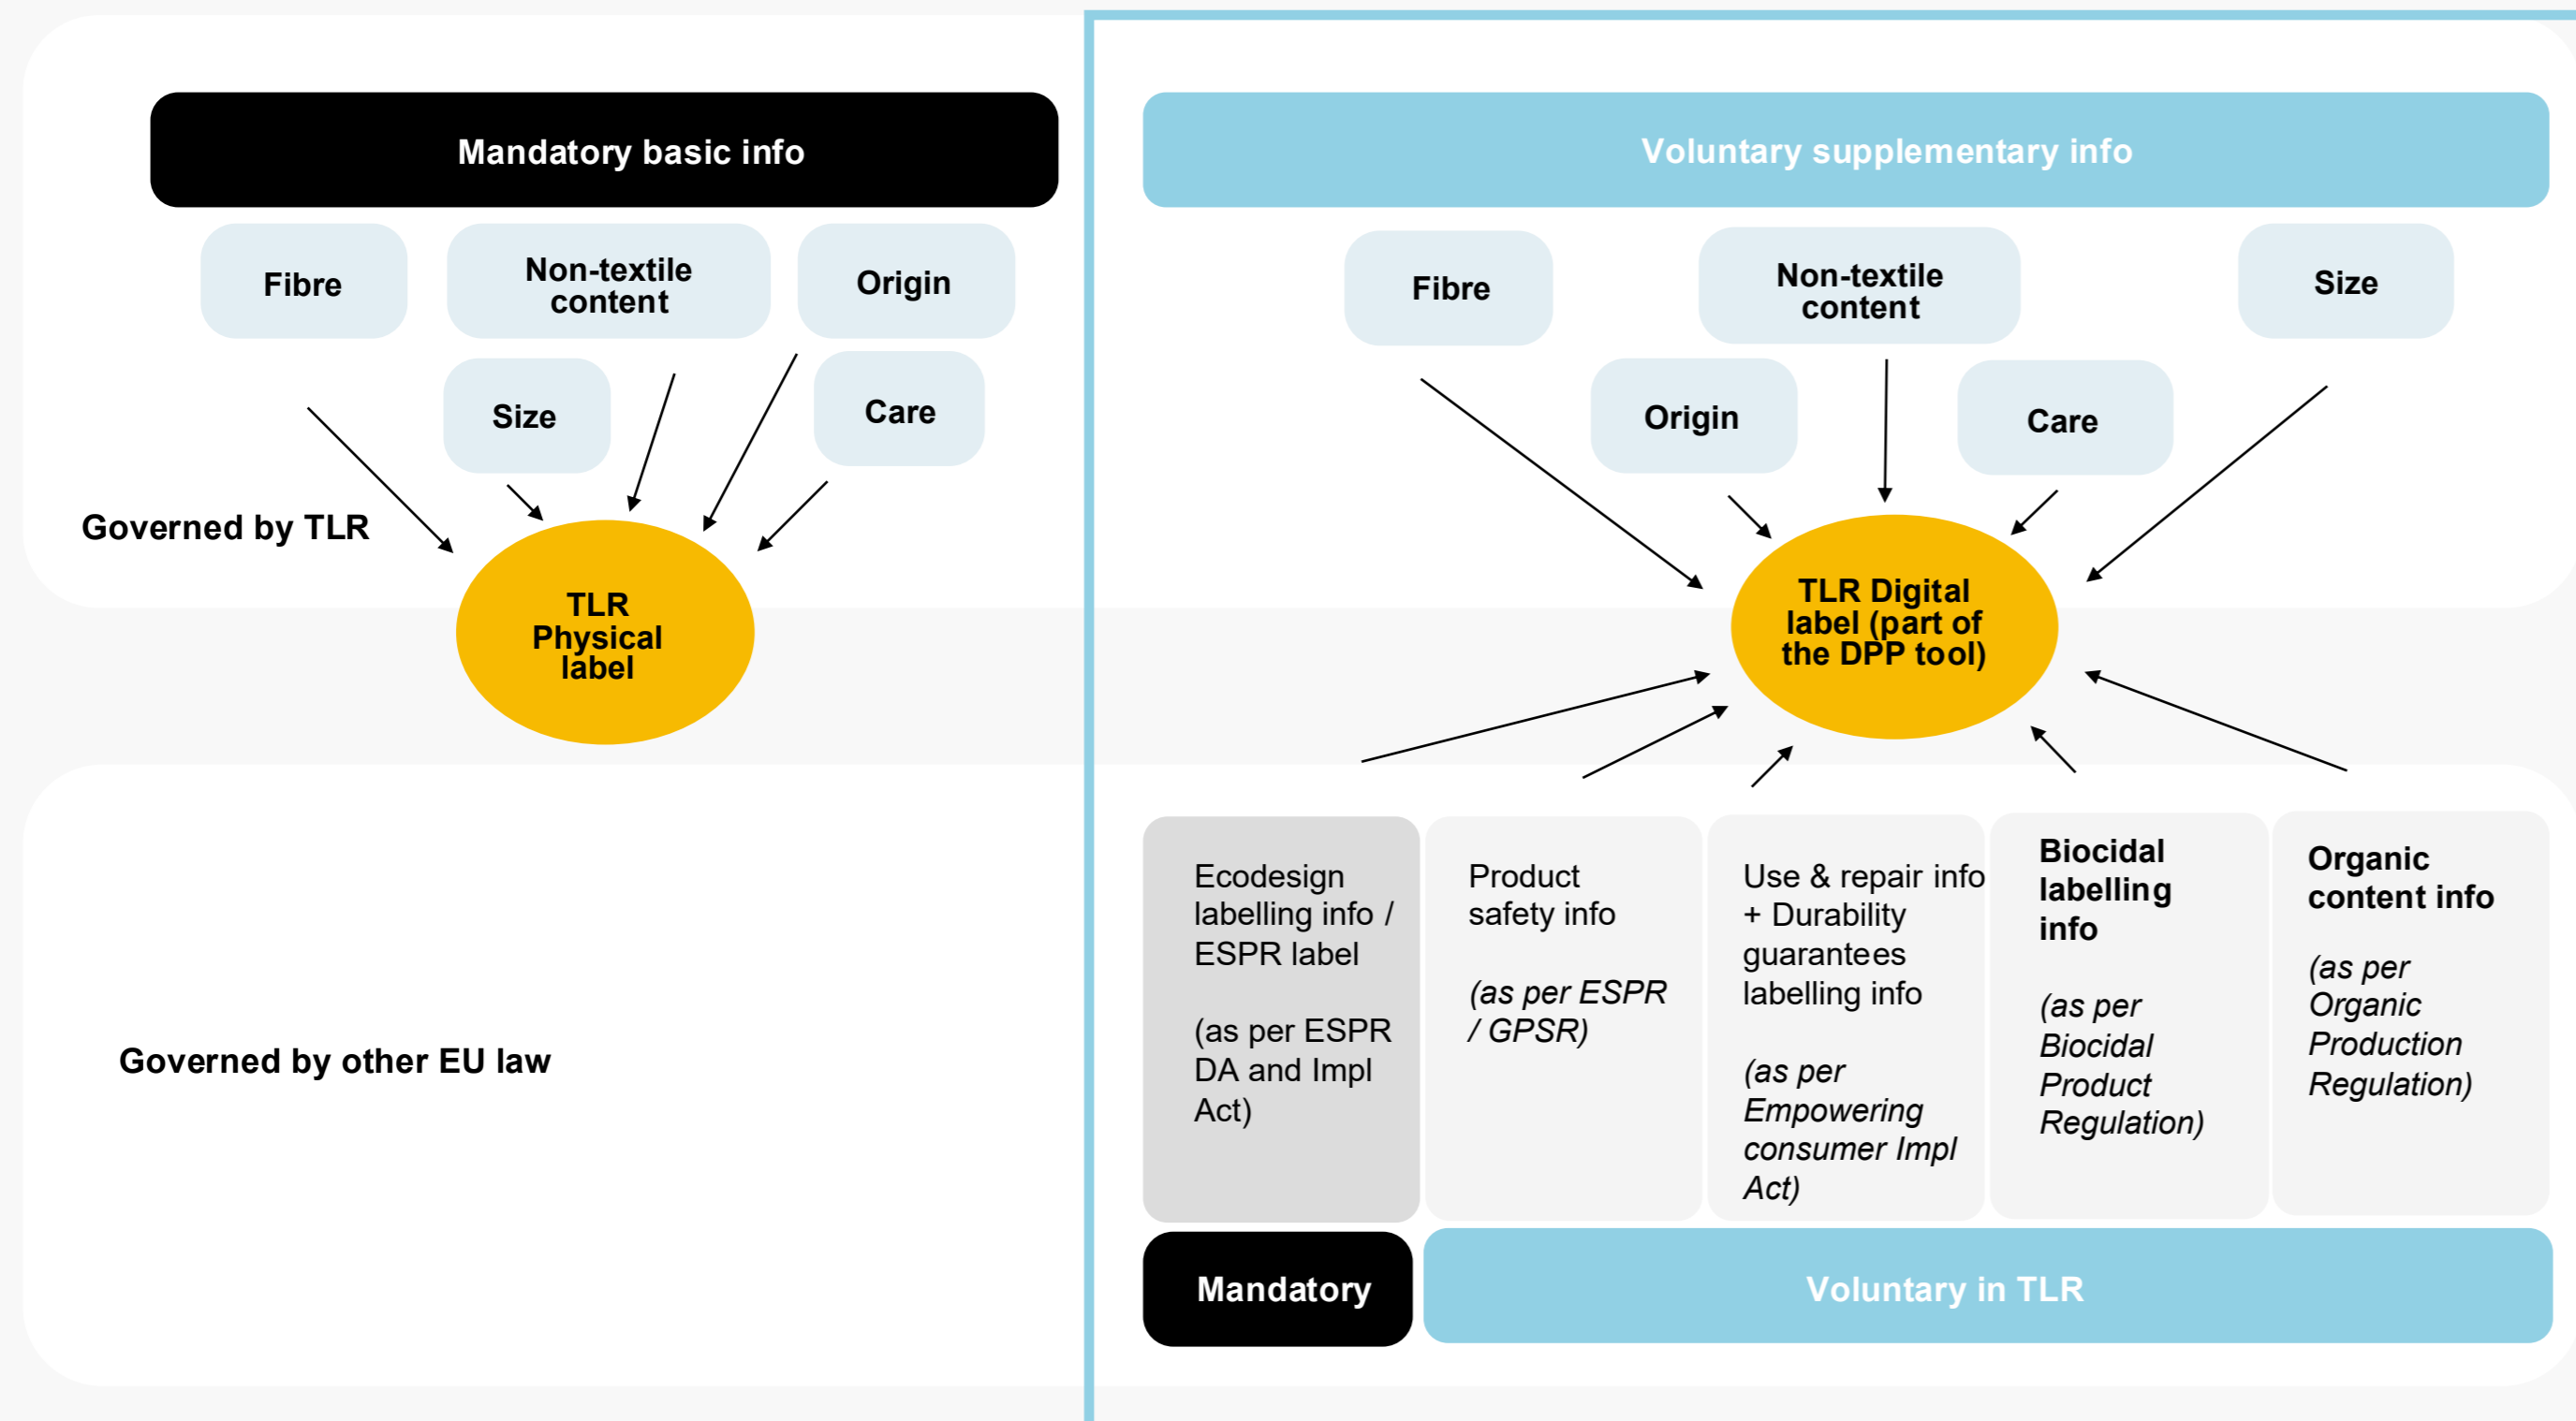 Mandatory basic info
Voluntary supplementary info
Fibre
Non-textile
content
Origin
Size
Care
Fibre
Non-textile
content
Size
Origin
Care
Governed by TLR
TLR
Physical
label
TLR Digital
label (part of
the DPP tool)
Ecodesign
labelling info /
ESPR label
(as per ESPR
DA and Impl
Act)
Product
safety info
(as per ESPR
/ GPSR)
Use & repair info
+ Durability
guarantees
labelling info
(as per
Empowering
consumer Impl
Act)
Biocidal
labelling
info
(as per
Biocidal
Product
Regulation)
Organic
content info
(as per
Organic
Production
Regulation)
Governed by other EU law
Mandatory
Voluntary in TLR